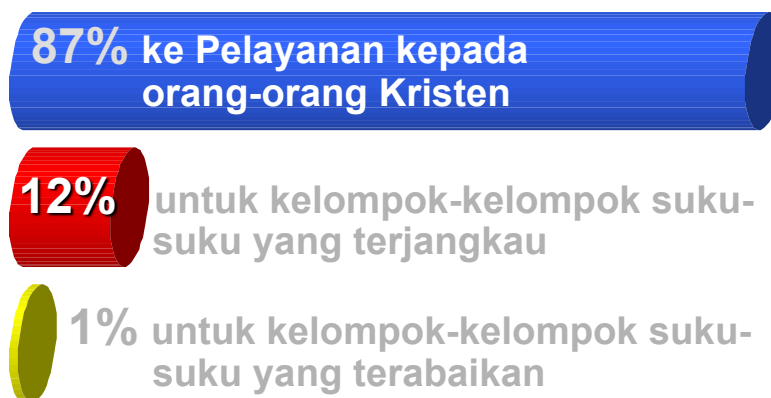 87% ke Pelayanan kepada
orang-orang Kristen
12% untuk kelompok-kelompok suku-
suku yang terjangkau
1% untuk kelompok-kelompok suku-
suku yang terabaikan